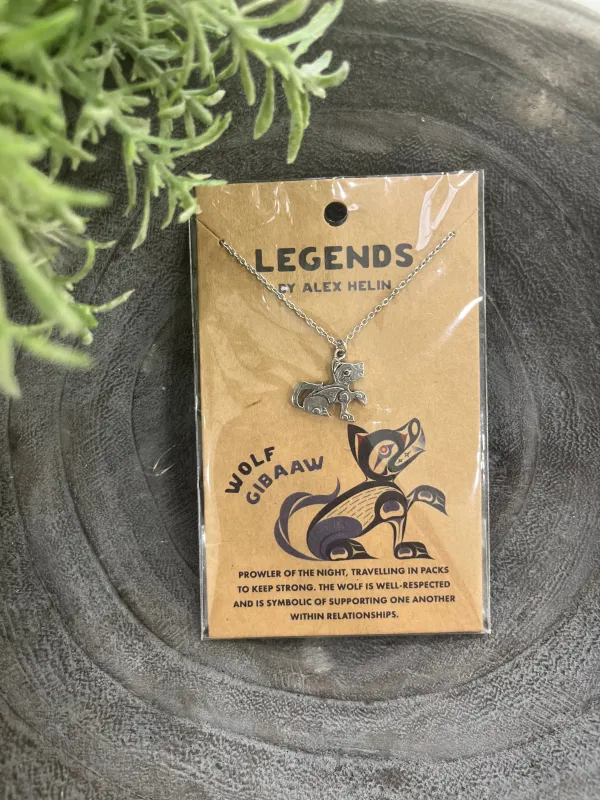 LEGENDS
BY ALEX HELIN
WOLF
GIBAAW
PROWLER OF THE NIGHT, TRAVELLING IN PACKS
TO KEEP STRONG. THE WOLF IS WELL-RESPECTED
AND IS SYMBOLIC OF SUPPORTING ONE ANOTHER
WITHIN RELATIONSHIPS.